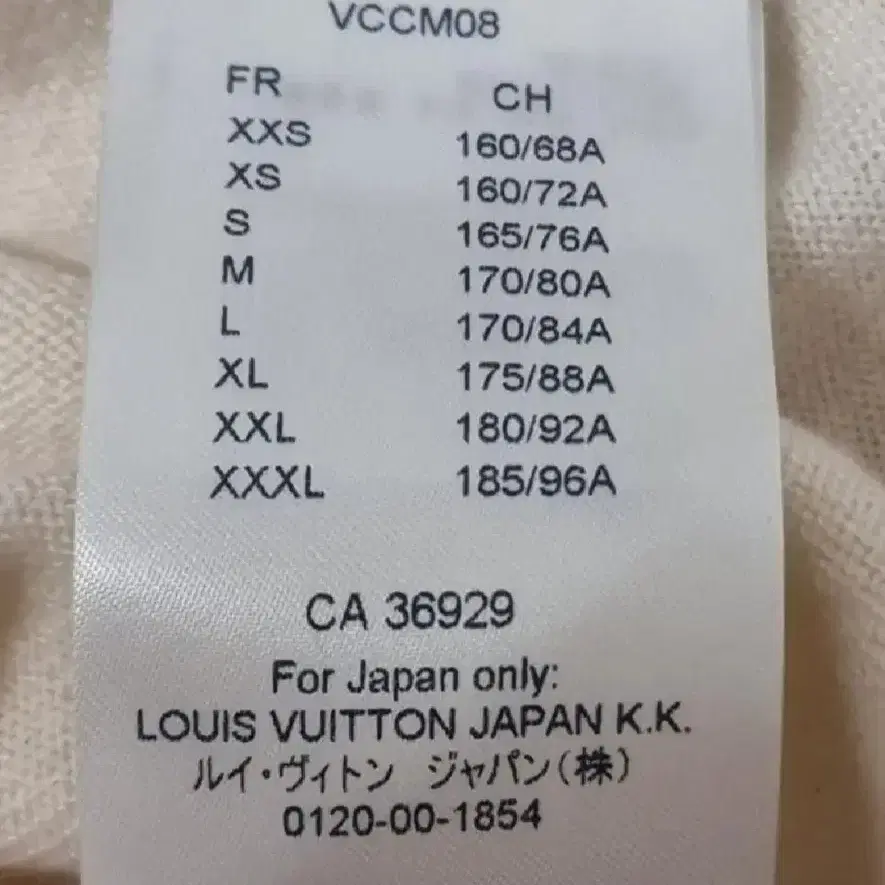 VCCM08
FR CH
XXS 160/68A
XS 160/72A
S 165/76A
M 170/80A
L 170/84A
XL 175/88A
XXL 180/92A
XXXL 185/96A
CA 36929
For Japan only:
LOUIS VUITTON JAPAN K.K.
ルイ・ヴィトン ジャパン(株)
0120-00-1854